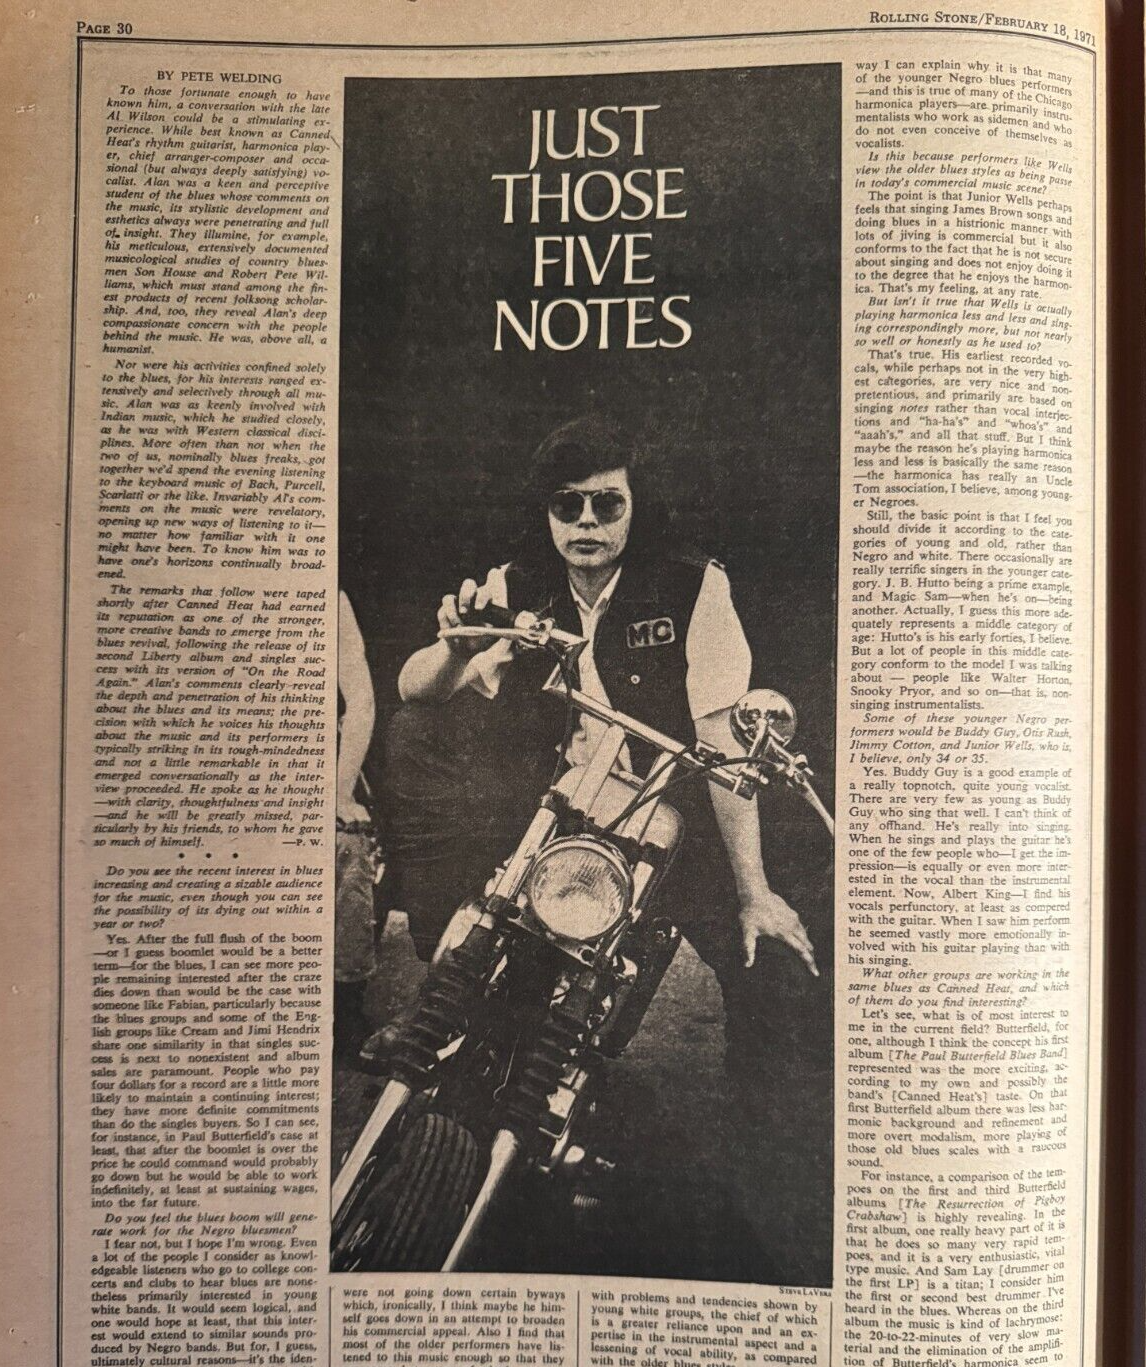 PAGE 30
ROLLING STONE/FEBRUARY 18, 1971
BY PETE WELDING
To those fortunate enough to have
known him, a conversation with the late
Al Wilson could be a stimulating ex-
perience. While best known as Canned
Heat's rhythm guitarist, harmonica play-
er, chief arranger-composer and occa-
sional (but always deeply satisfying) vo-
calist. Alan was a keen and perceptive
student of the blues whose comments on
the music, its stylistic development and
esthetics always were penetrating and full
of insight. They illumine, for example,
his meticulous, extensively documented
musicological studies of country blues-
men Son House and Robert Pete Wil-
liams, which must stand among the fin-
est products of recent folksong scholar-
ship. And, too, they reveal Alan's deep
compassionate concern with the people
behind the music. He was, above all, a
humanist.
Nor were his activities confined solely
to the blues, for his interests ranged ex-
tensively and selectively through all mu-
sic. Alan was as keenly involved with
Indian music, which he studied closely,
as he was with Western classical disci-
plines. More often than not when the
two of us, nominally blues freaks, got
together we'd spend the evening listening
to the keyboard music of Bach, Purcell,
Scarlatti or the like. Invariably Al's com-
ments on the music were revelatory,
opening up new ways of listening to it—
no matter how familiar with it one
might have been. To know him was to
have one's horizons continually broad-
ened.
The remarks that follow were taped
shortly after Canned Heat had earned
its reputation as one of the stronger,
more creative bands to emerge from the
blues revival, following the release of its
second Liberty album and singles suc-
cess with its version of "On the Road
Again." Alan's comments clearly reveal
the depth and penetration of his thinking
about the blues and its means; the pre-
cision with which he voices his thoughts
about the music and its performers is
typically striking in its tough-mindedness
and not a little remarkable in that it
emerged conversationally as the inter-
view proceeded. He spoke as he thought
—with clarity, thoughtfulness and insight
—and he will be greatly missed, par-
ticularly by his friends, to whom he gave
so much of himself. —P. W.
• • •
Do you see the recent interest in blues
increasing and creating a sizable audience
for the music, even though you can see
the possibility of its dying out within a
year or two?
Yes. After the full flush of the boom
—or I guess boomlet would be a better
term—for the blues, I can see more peo-
ple remaining interested after the craze
dies down than would be the case with
someone like Fabian, particularly because
the blues groups and some of the Eng-
lish groups like Cream and Jimi Hendrix
share one similarity in that singles suc-
cess is next to nonexistent and album
sales are paramount. People who pay
four dollars for a record are a little more
likely to maintain a continuing interest;
they have more definite commitments
than do the singles buyers. So I can see,
for instance, in Paul Butterfield's case at
least, that after the boomlet is over the
price he could command would probably
go down but he would be able to work
indefinitely, at least at sustaining wages,
into the far future.
Do you feel the blues boom will gene-
rate work for the Negro bluesmen?
I fear not, but I hope I'm wrong. Even
a lot of the people I consider as knowl-
edgeable listeners who go to college con-
certs and clubs to hear blues are none-
theless primarily interested in young
white bands. It would seem logical, and
one would hope at least, that this inter-
est would extend to similar sounds pro-
duced by Negro bands. But for, I guess,
ultimately cultural reasons—it's the iden-
JUST
THOSE
FIVE
NOTES
MC
STEVE LAVERE
were not going down certain byways
which, ironically, I think maybe he him-
self goes down in an attempt to broaden
his commercial appeal. Also I find that
most of the older performers have lis-
tened to this music enough so that they
with problems and tendencies shown by
young white groups, the chief of which
is a greater reliance upon and an ex-
pertise in the instrumental aspect and a
lessening of vocal ability, as compared
with the older blues styles.
way I can explain why it is that many
of the younger Negro blues performers
—and this is true of many of the Chicago
harmonica players—are primarily instru-
mentalists who work as sidemen and who
do not even conceive of themselves as
vocalists.
Is this because performers like Wells
view the older blues styles as being passe
in today's commercial music scene?
The point is that Junior Wells perhaps
feels that singing James Brown songs and
doing blues in a histrionic manner with
lots of jiving is commercial but it also
conforms to the fact that he is not secure
about singing and does not enjoy doing it
to the degree that he enjoys the harmon-
ica. That's my feeling, at any rate.
But isn't it true that Wells is actually
playing harmonica less and less and sing-
ing correspondingly more, but not nearly
so well or honestly as he used to?
That's true. His earliest recorded vo-
cals, while perhaps not in the very high-
est categories, are very nice and non-
pretentious, and primarily are based on
singing notes rather than vocal interjec-
tions and "ha-ha's" and "whoa's" and
"aaah's," and all that stuff. But I think
maybe the reason he's playing harmonica
less and less is basically the same reason
—the harmonica has really an Uncle
Tom association, I believe, among young-
er Negroes.
Still, the basic point is that I feel you
should divide it according to the cate-
gories of young and old, rather than
Negro and white. There occasionally are
really terrific singers in the younger cate-
gory. J. B. Hutto being a prime example,
and Magic Sam—when he's on—being
another. Actually, I guess this more ade-
quately represents a middle category of
age: Hutto's is his early forties, I believe.
But a lot of people in this middle cate-
gory conform to the model I was talking
about — people like Walter Horton,
Snooky Pryor, and so on—that is, non-
singing instrumentalists.
Some of these younger Negro per-
formers would be Buddy Guy, Otis Rush,
Jimmy Cotton, and Junior Wells, who is,
I believe, only 34 or 35.
Yes. Buddy Guy is a good example of
a really topnotch, quite young vocalist.
There are very few as young as Buddy
Guy who sing that well. I can't think of
any offhand. He's really into singing.
When he sings and plays the guitar he's
one of the few people who—I get the im-
pression—is equally or even more inter-
ested in the vocal than the instrumental
element. Now, Albert King—I find his
vocals perfunctory, at least as compered
with the guitar. When I saw him perform
he seemed vastly more emotionally in-
volved with his guitar playing than with
his singing.
What other groups are working in the
same blues as Canned Heat, and which
of them do you find interesting?
Let's see, what is of most interest to
me in the current field? Butterfield, for
one, although I think the concept his first
album [The Paul Butterfield Blues Band]
represented was the more exciting, ac-
cording to my own and possibly the
band's [Canned Heat's] taste. On that
first Butterfield album there was less har-
monic background and refinement and
more overt modalism, more playing of
those old blues scales with a raucous
sound.
For instance, a comparison of the tem-
poes on the first and third Butterfield
albums [The Resurrection of Pigboy
Crabshaw] is highly revealing. In the
first album, one really heavy part of it is
that he does so many very rapid tem-
poes, and it is a very enthusiastic, vital
type music. And Sam Lay [drummer on
the first LP] is a titan; I consider him
the first or second best drummer I've
heard in the blues. Whereas on the third
album the music is kind of lachrymose:
the 20-to-22-minutes of very slow ma-
terial and the elimination of the amplifi-
tion of Butterfield's harmonica seem to